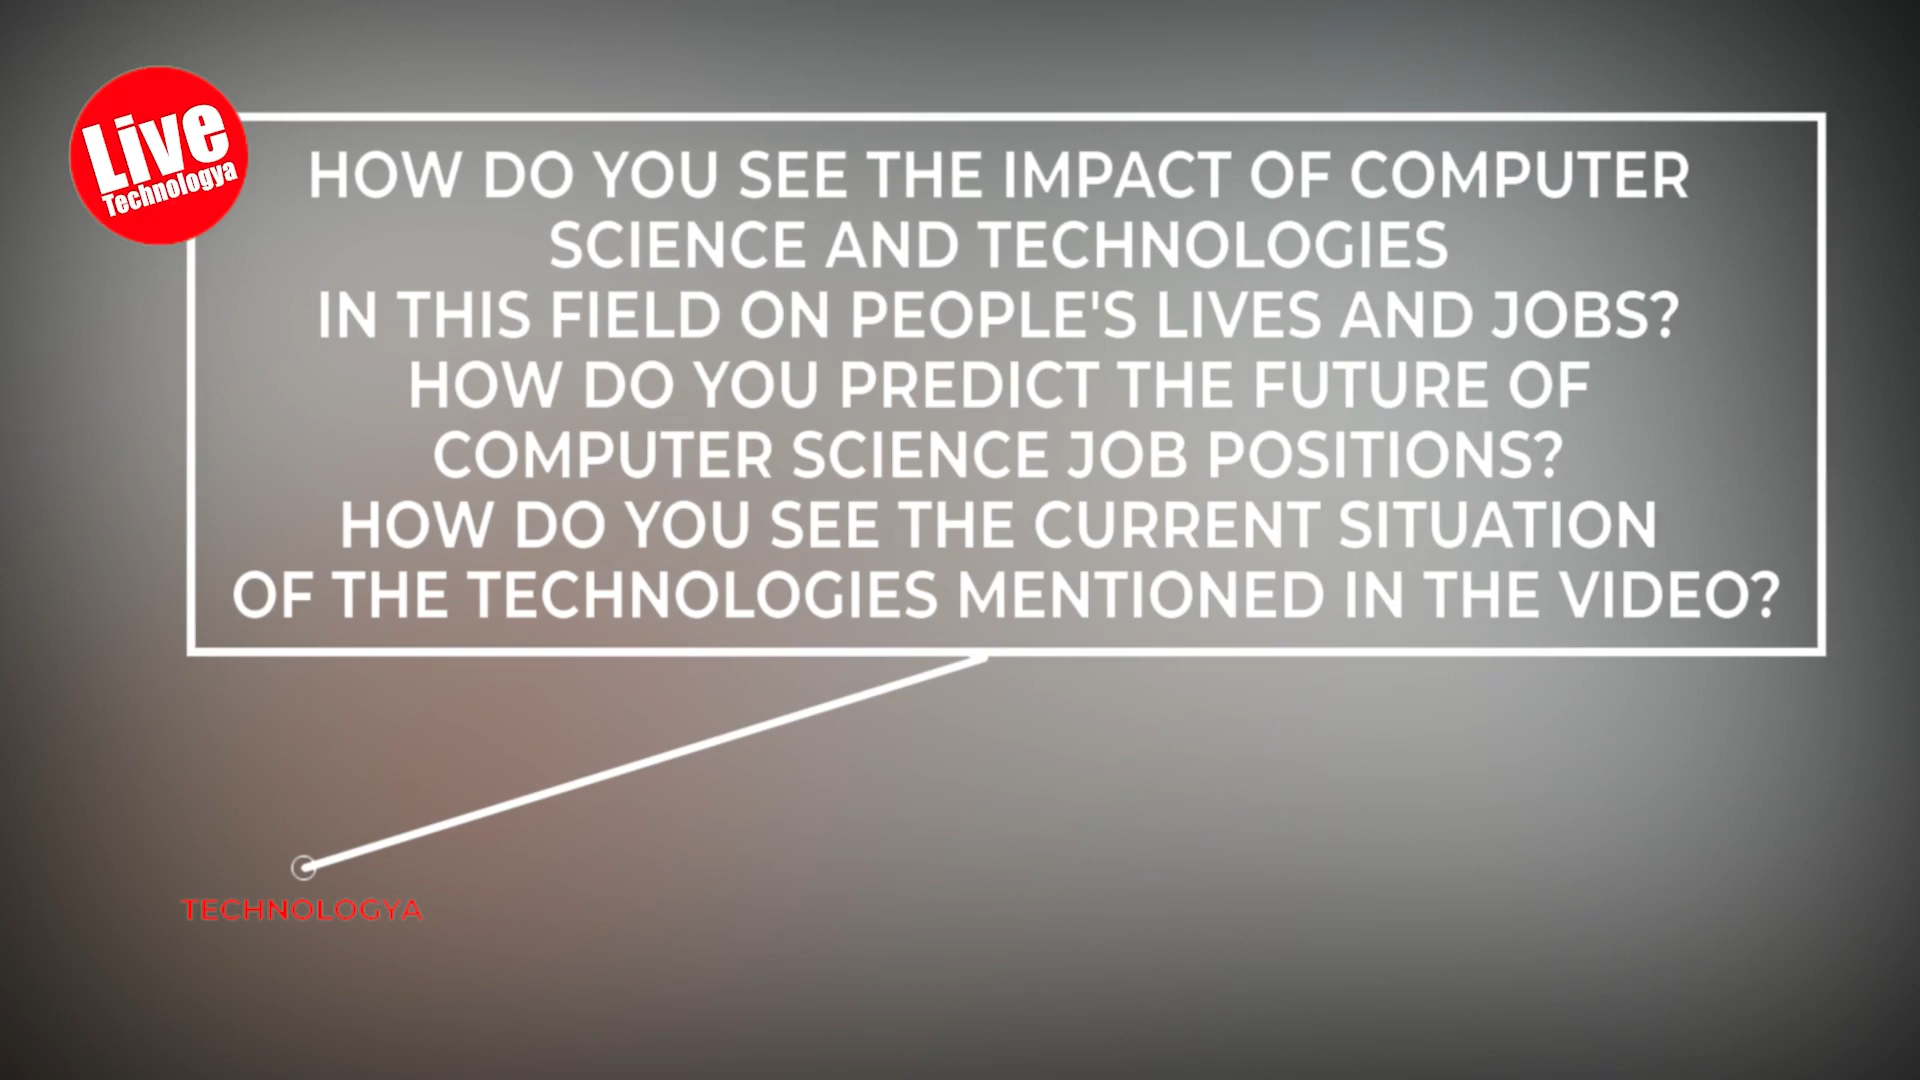 Live
Technologya
HOW DO YOU SEE THE IMPACT OF COMPUTER
SCIENCE AND TECHNOLOGIES
IN THIS FIELD ON PEOPLE'S LIVES AND JOBS?
HOW DO YOU PREDICT THE FUTURE OF
COMPUTER SCIENCE JOB POSITIONS?
HOW DO YOU SEE THE CURRENT SITUATION
OF THE TECHNOLOGIES MENTIONED IN THE VIDEO?
TECHNOLOGYA